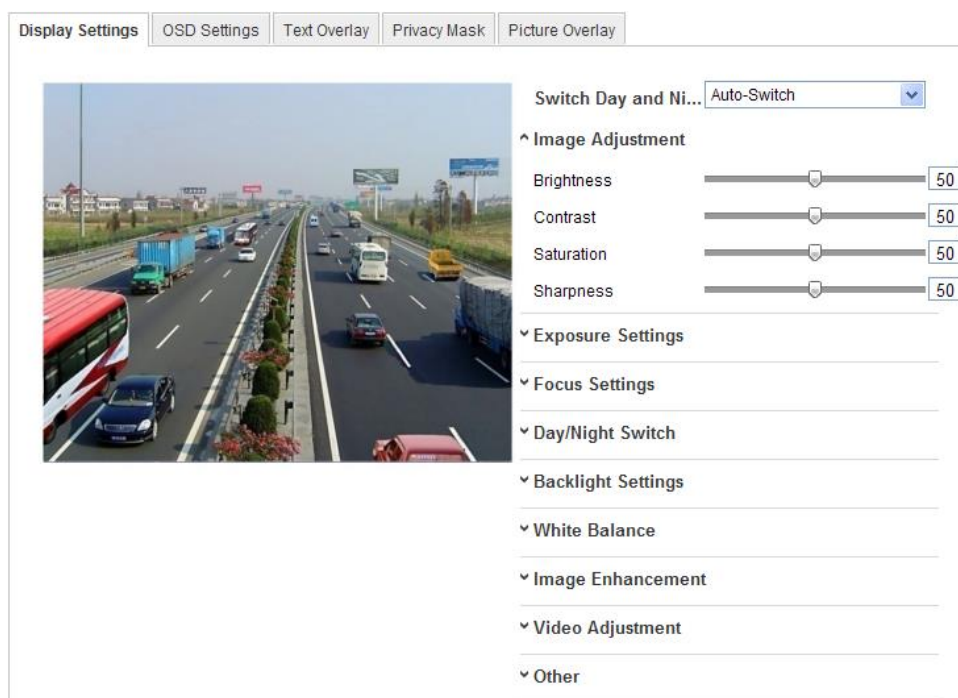 Display Settings
OSD Settings
Text Overlay
Privacy Mask
Picture Overlay
Switch Day and Ni... Auto-Switch
Image Adjustment
Brightness 50
Contrast 50
Saturation 50
Sharpness 50
Exposure Settings
Focus Settings
Day/Night Switch
Backlight Settings
White Balance
Image Enhancement
Video Adjustment
Other